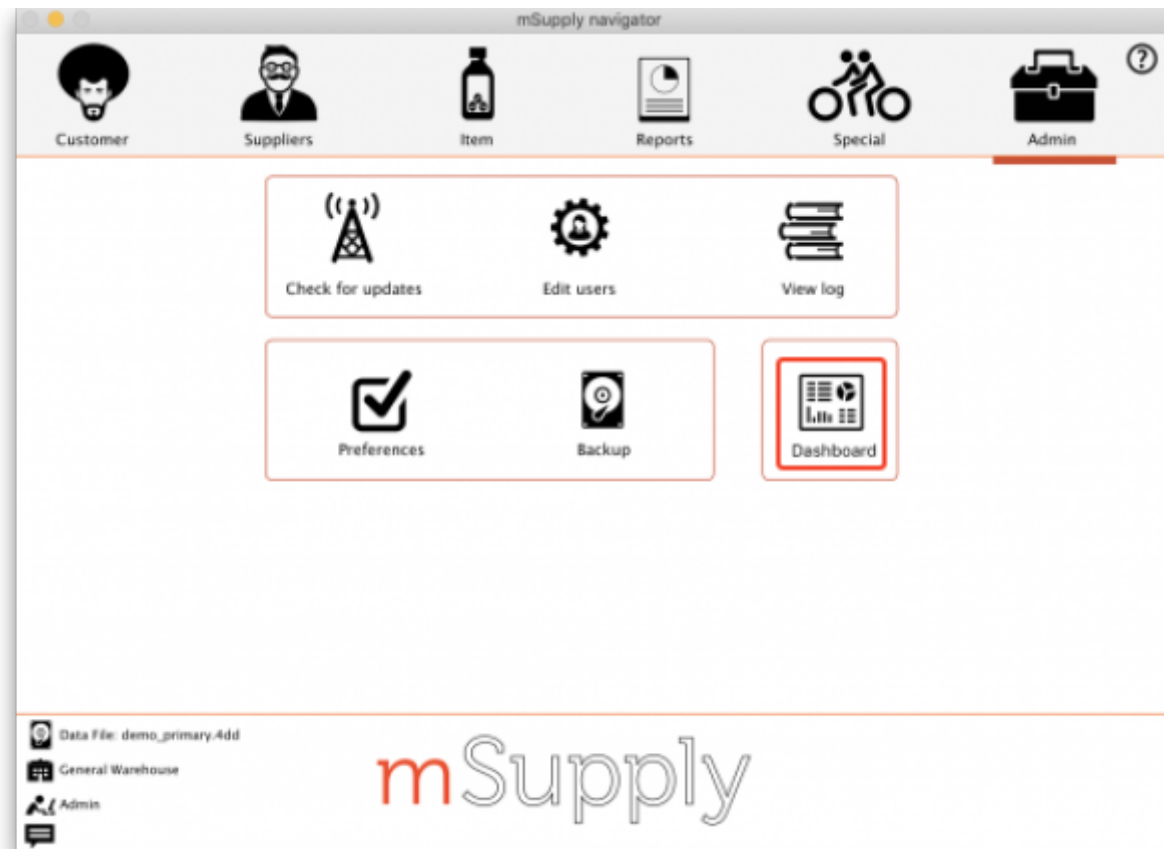 mSupply navigator
Customer Suppliers Item Reports Special Admin ?
Check for updates Edit users View log
Preferences Backup Dashboard
Data File: demo_primary.4dd
General Warehouse
Admin
mSupply